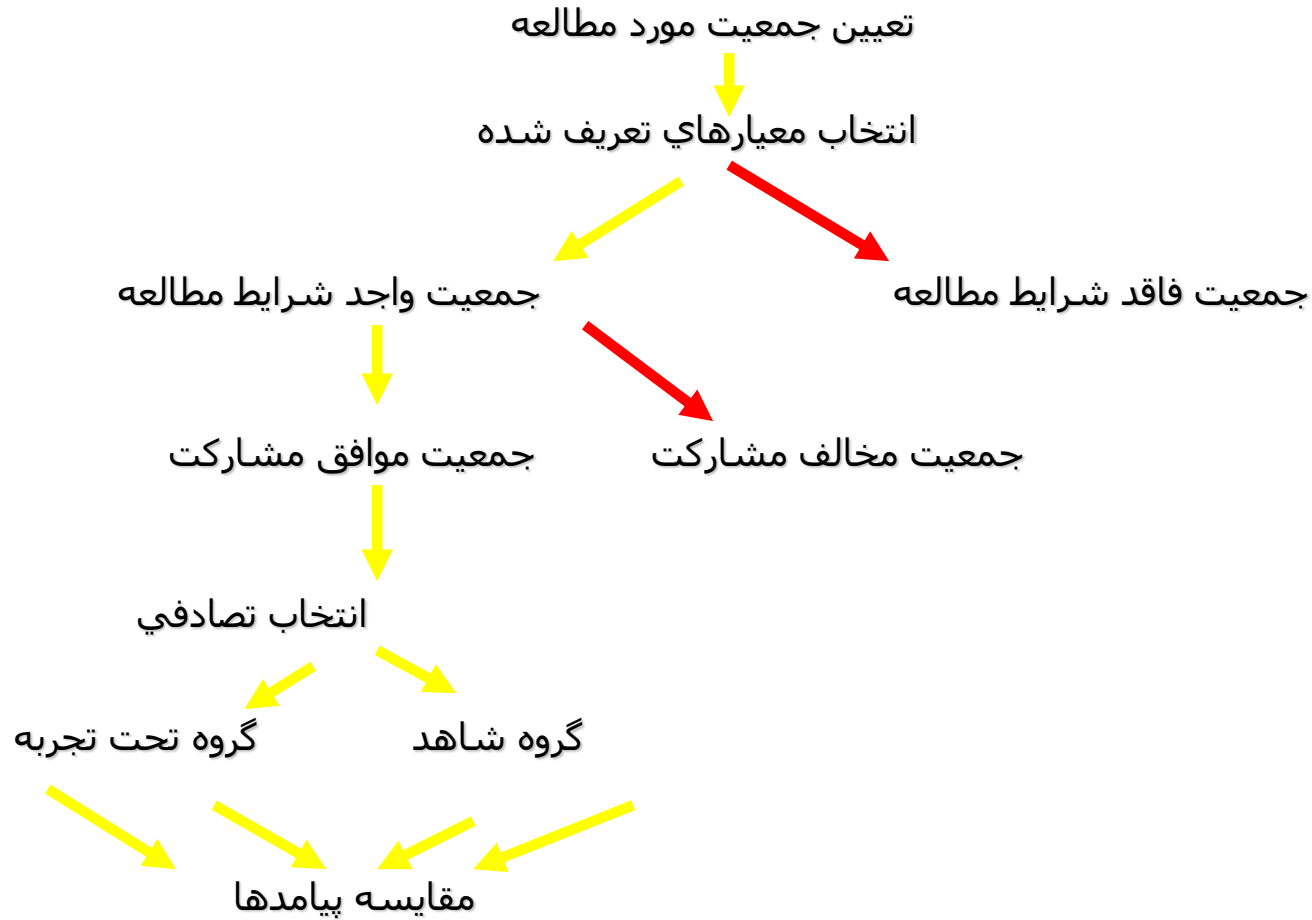 تعيين جمعيت مورد مطالعه
انتخاب معيارهاي تعريف شده
جمعيت فاقد شرايط مطالعه
جمعيت واجد شرايط مطالعه
جمعيت مخالف مشاركت
جمعيت موافق مشاركت
انتخاب تصادفي
گروه شاهد
گروه تحت تجربه
مقايسه پيامدها